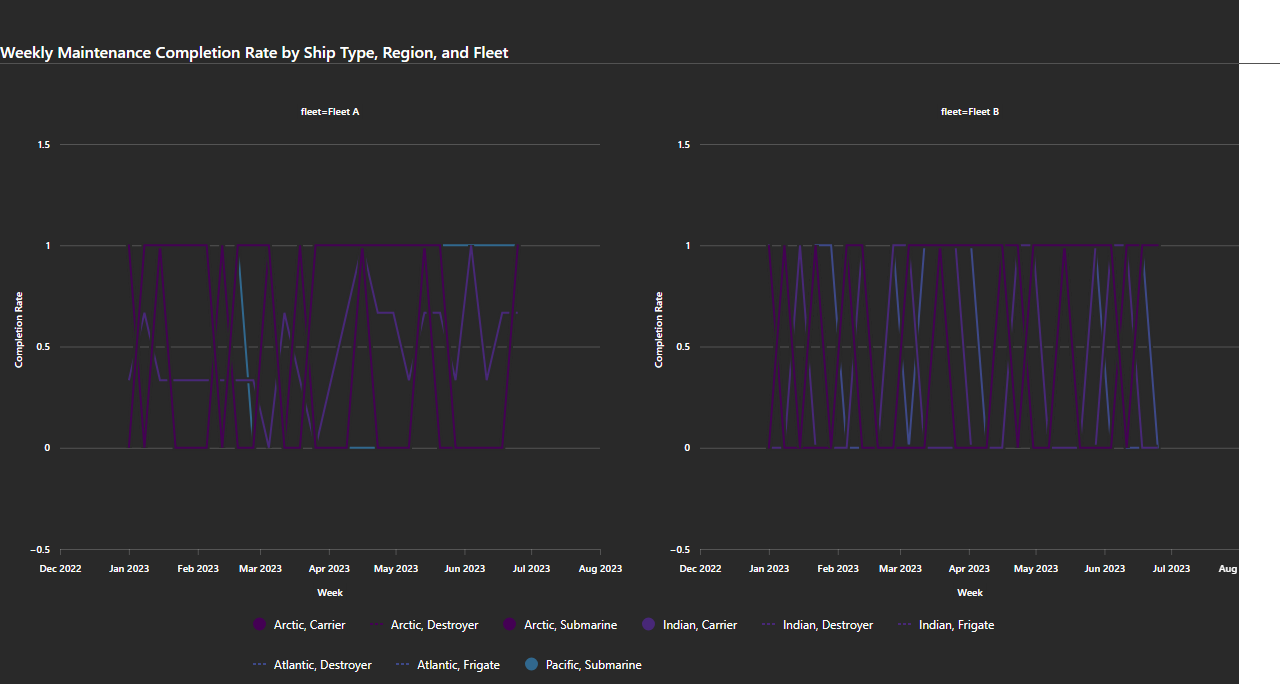 Weekly Maintenance Completion Rate by Ship Type, Region, and Fleet
fleet=Fleet A
fleet=Fleet B
1.5
1
0.5
0
−0.5
Completion Rate
Dec 2022 Jan 2023 Feb 2023 Mar 2023 Apr 2023 May 2023 Jun 2023 Jul 2023 Aug 2023
Week
1.5
1
0.5
0
−0.5
Completion Rate
Dec 2022 Jan 2023 Feb 2023 Mar 2023 Apr 2023 May 2023 Jun 2023 Jul 2023 Aug
Week
Arctic, Carrier Arctic, Destroyer Arctic, Submarine Indian, Carrier Indian, Destroyer Indian, Frigate
Atlantic, Destroyer Atlantic, Frigate Pacific, Submarine